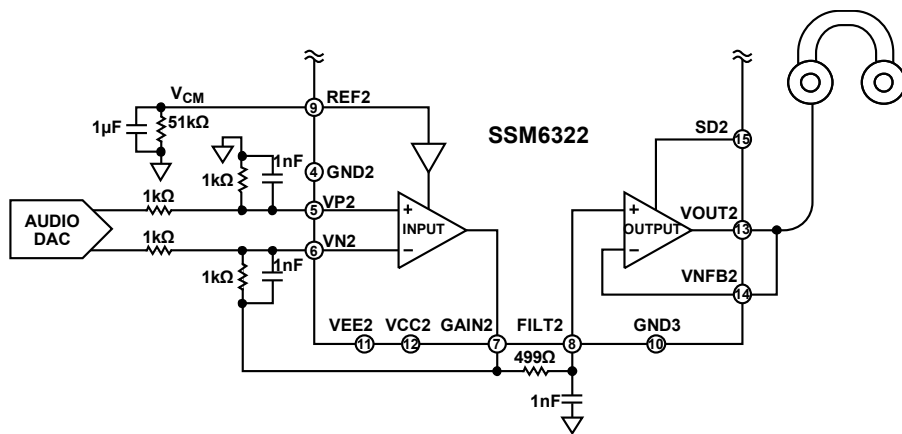 V_CM
REF2
9
1µF
51kΩ
SSM6322
SD2
15
1nF
4
GND2
1kΩ
1kΩ
VP2
5
AUDIO
DAC
+
INPUT
−
+
OUTPUT
−
VOUT2
13
1kΩ
VN2
6
1kΩ
1nF
VNFB2
14
VEE2
VCC2
GAIN2
FILT2
GND3
11
12
7
8
10
499Ω
1nF